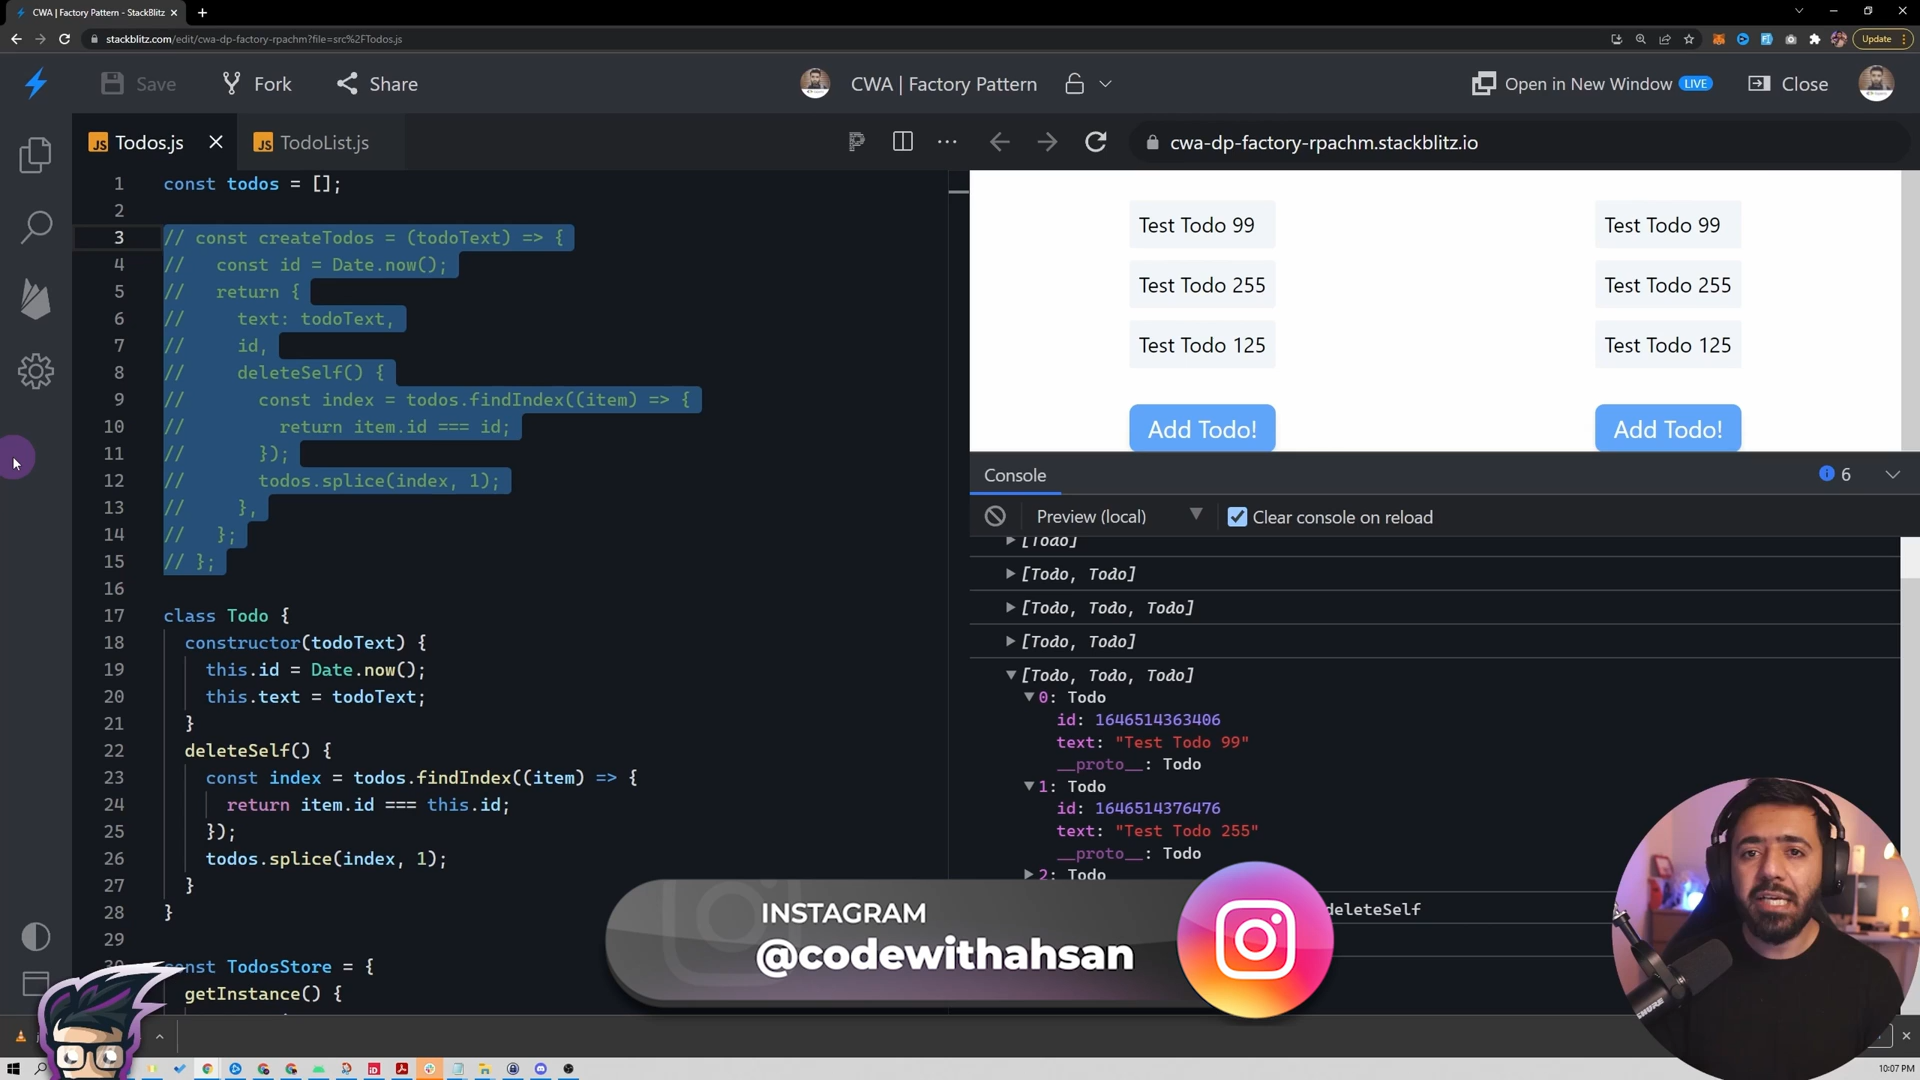 CWA | Factory Pattern - StackBlitz
stackblitz.com/edit/cwa-dp-factory-rpachm?file=src%2FTodos.js
Update
Save
Fork
Share
CWA | Factory Pattern
Open in New Window LIVE
Close
Todos.js
TodoList.js
cwa-dp-factory-rpachm.stackblitz.io
1 const todos = [];
2
3 // const createTodos = (todoText) => {
4 //   const id = Date.now();
5 //   return {
6 //     text: todoText,
7 //     id,
8 //     deleteSelf() {
9 //       const index = todos.findIndex((item) => {
10 //         return item.id === id;
11 //       });
12 //       todos.splice(index, 1);
13 //     },
14 //   };
15 // };
16
17 class Todo {
18   constructor(todoText) {
19     this.id = Date.now();
20     this.text = todoText;
21   }
22   deleteSelf() {
23     const index = todos.findIndex((item) => {
24       return item.id === this.id;
25     });
26     todos.splice(index, 1);
27   }
28 }
29
const TodosStore = {
getInstance() {
Test Todo 99
Test Todo 255
Test Todo 125
Add Todo!
Test Todo 99
Test Todo 255
Test Todo 125
Add Todo!
Console
6
Preview (local)
Clear console on reload
[Todo]
[Todo, Todo]
[Todo, Todo, Todo]
[Todo, Todo]
[Todo, Todo, Todo]
0: Todo
id: 1646514363406
text: "Test Todo 99"
__proto__: Todo
1: Todo
id: 1646514376476
text: "Test Todo 255"
__proto__: Todo
2: Todo
deleteSelf
INSTAGRAM
@codewithahsan
10:07 PM